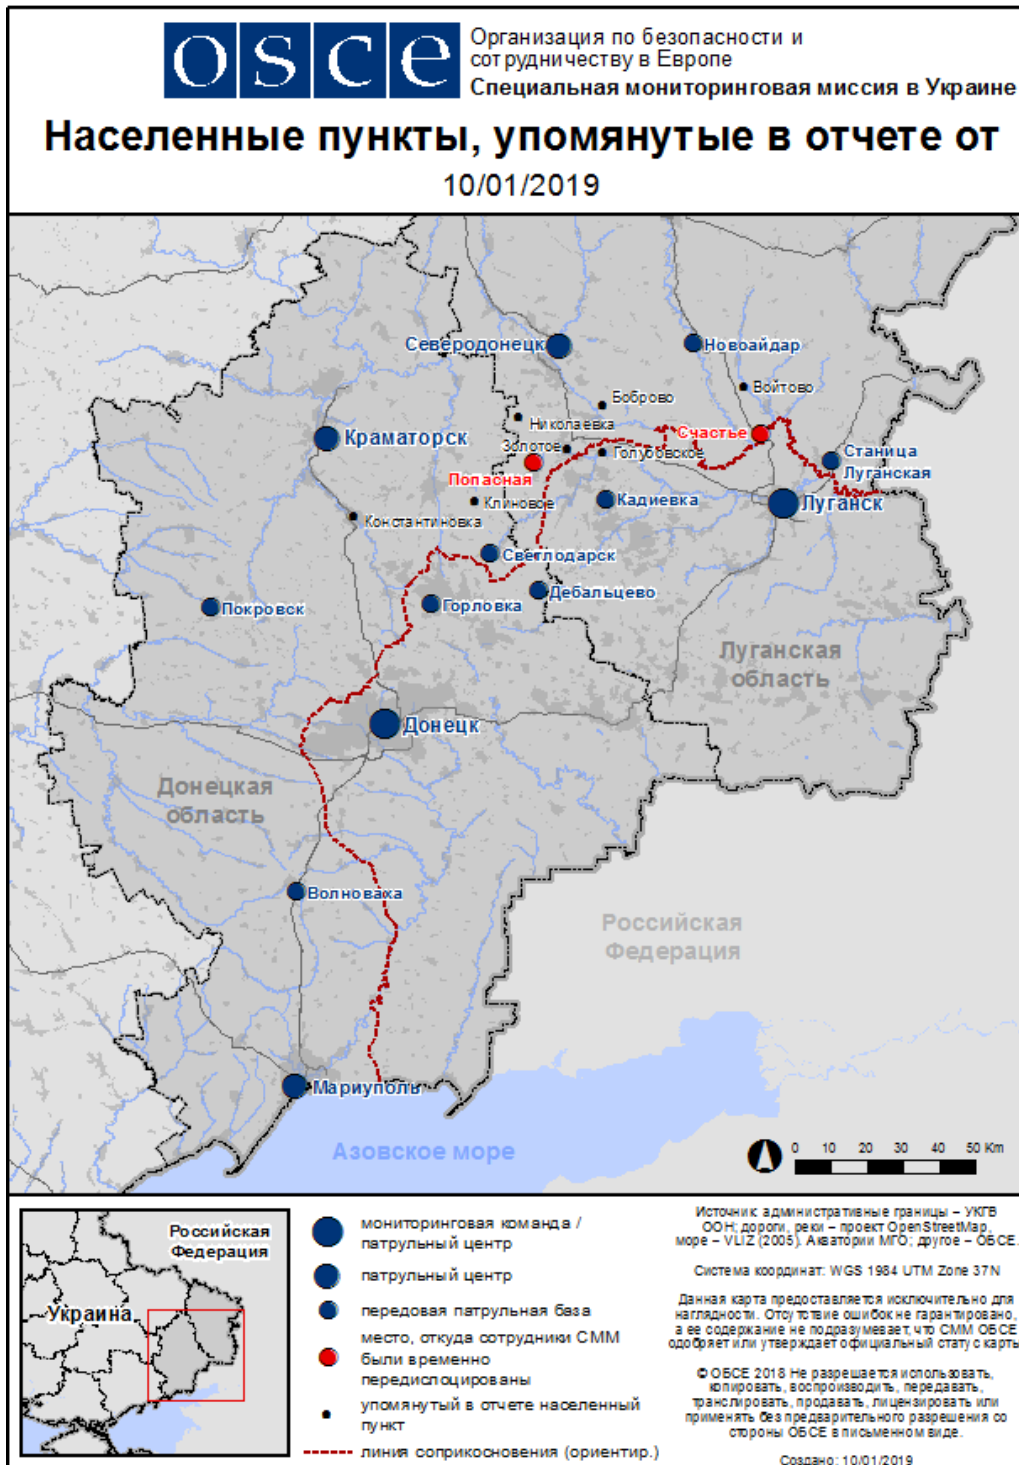 osce
Организация по безопасности и
сотрудничеству в Европе
Специальная мониторинговая миссия в Украине
Населенные пункты, упомянутые в отчете от
10/01/2019
Северодонецк
Новоайдар
Войтово
Боброво
Николаевка
Счастье
Краматорск
Золотое
Голубовское
Станица
Луганская
Попасная
Клиновое
Кадиевка
Луганск
Константиновка
Светлодарск
Дебальцево
Покровск
Горловка
Луганская
область
Донецк
Донецкая
область
Волноваха
Российская
Федерация
Мариуполь
Азовское море
0 10 20 30 40 50 Km
Российская
Федерация
Украина
мониторинговая команда /
патрульный центр
патрульный центр
передовая патрульная база
место, откуда сотрудники СММ
были временно
передислоцированы
упомянутый в отчете населенный
пункт
линия соприкосновения (ориентир.)
Источник: административные границы – УКГВ
ООН; дороги, реки – проект OpenStreetMap,
море – VLIZ (2005). Акватории МГО; другое – ОБСЕ.
Система координат: WGS 1984 UTM Zone 37N
Данная карта предоставляется исключительно для
наглядности. Отсутствие ошибок не гарантировано,
а ее содержание не подразумевает, что СММ ОБСЕ
одобряет или утверждает официальный статус карты
© ОБСЕ 2018 Не разрешается использовать,
копировать, воспроизводить, передавать,
транслировать, продавать, лицензировать или
применять без предварительного разрешения со
стороны ОБСЕ в письменном виде.
Создано: 10/01/2019